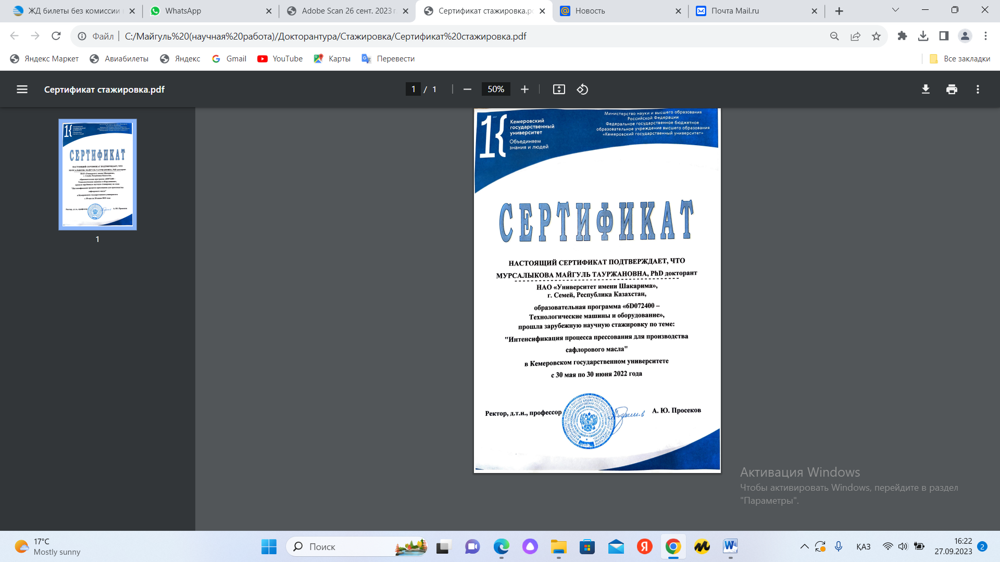 ЖД билеты без комиссии
WhatsApp
Adobe Scan 26 сент. 2023 г.
Сертификат стажировка.pd
Новость
Почта Mail.ru
Файл
C:/Майгуль%20(научная%20работа)/Докторантура/Стажировка/Сертификат%20стажировка.pdf
Яндекс Маркет
Авиабилеты
Яндекс
Gmail
YouTube
Карты
Перевести
Все закладки
Сертификат стажировка.pdf
1 / 1
50%
1
Кемеровский
государственный
университет
Объединяем
знания и людей
Министерство науки и высшего образования
Российской Федерации
Федеральное государственное бюджетное
образовательное учреждение высшего образования
«Кемеровский государственный университет»
СЕРТИФИКАТ
НАСТОЯЩИЙ СЕРТИФИКАТ ПОДТВЕРЖДАЕТ, ЧТО
МУРСАЛЫКОВА МАЙГУЛЬ ТАУРЖАНОВНА, PhD докторант
НАО «Университет имени Шакарима»,
г. Семей, Республика Казахстан,
образовательная программа «6D072400 –
Технологические машины и оборудование»,
прошла зарубежную научную стажировку по теме:
"Интенсификация процесса прессования для производства
сафлорового масла"
в Кемеровском государственном университете
с 30 мая по 30 июня 2022 года
Ректор, д.т.н., профессор
А. Ю. Просеков
Активация Windows
Чтобы активировать Windows, перейдите в раздел
"Параметры".
17°C
Mostly sunny
Поиск
ҚАЗ
16:22
27.09.2023
2